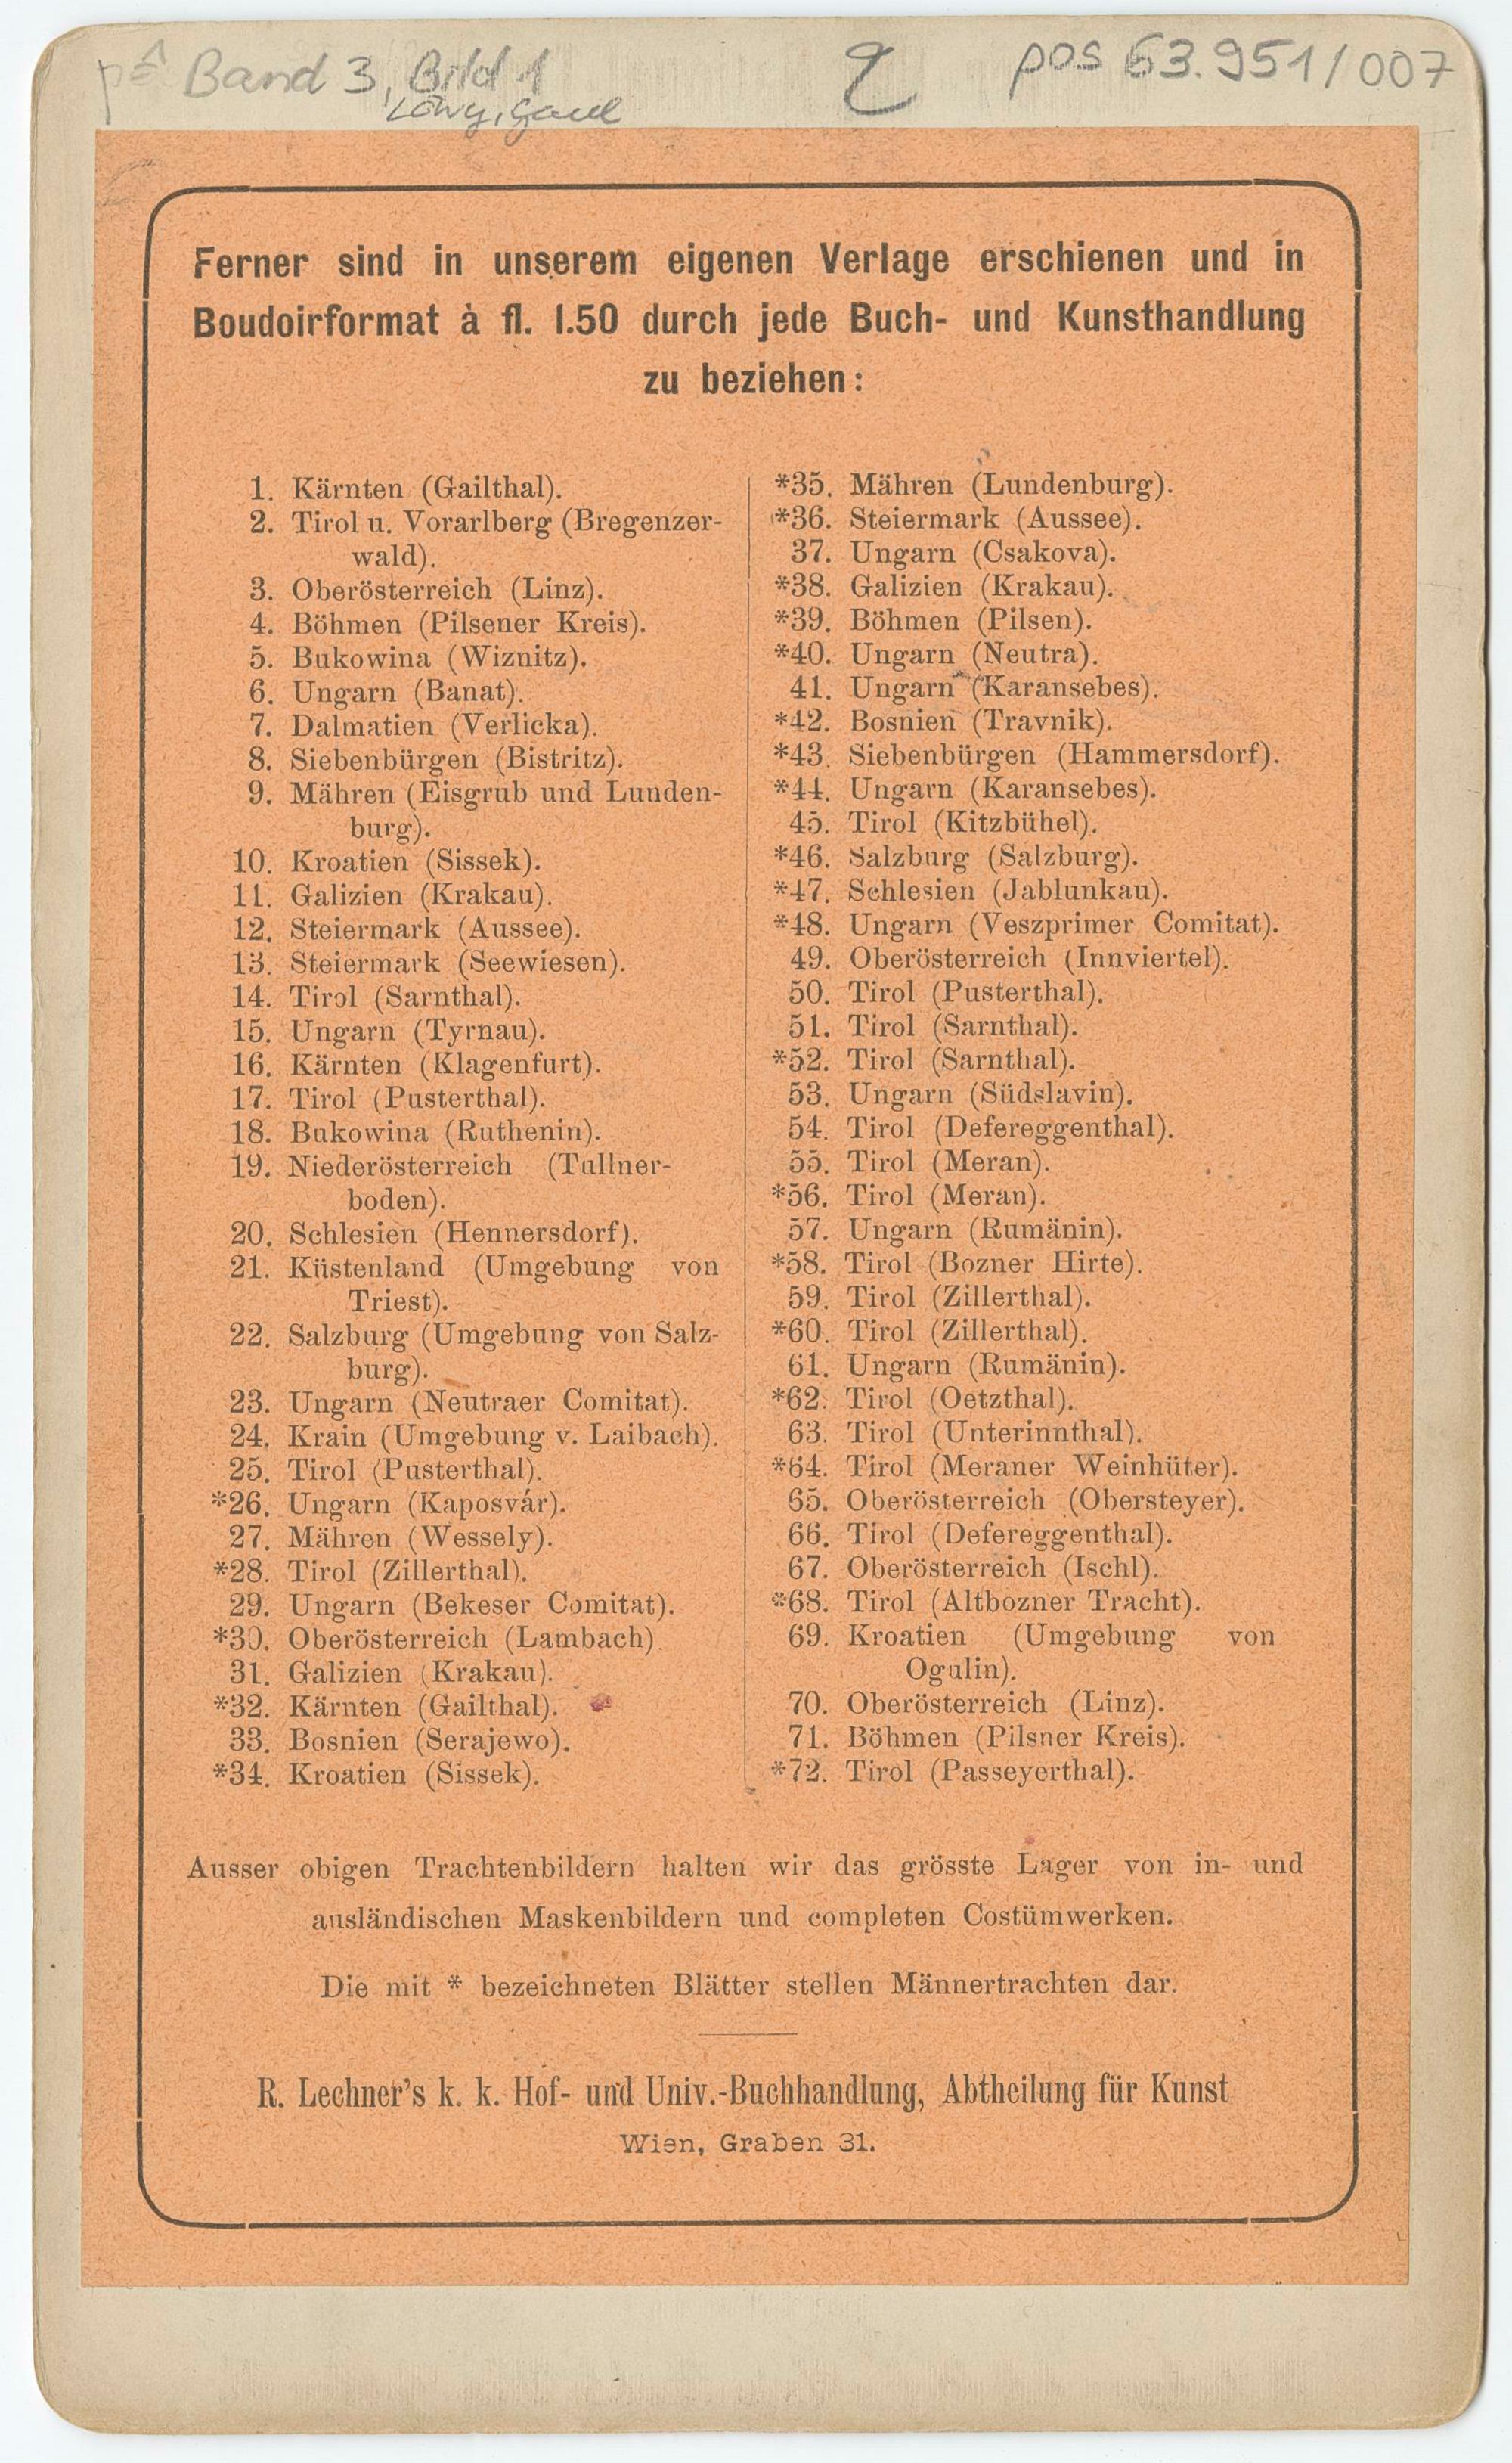 Band 3, Bild 1
Löwy, Gaul
pos 63.951/007
Ferner sind in unserem eigenen Verlage erschienen und in
Boudoirformat à fl. 1.50 durch jede Buch- und Kunsthandlung
zu beziehen:
1. Kärnten (Gailthal).
2. Tirol u. Vorarlberg (Bregenzer-
wald).
3. Oberösterreich (Linz).
4. Böhmen (Pilsener Kreis).
5. Bukowina (Wiznitz).
6. Ungarn (Banat).
7. Dalmatien (Verlicka).
8. Siebenbürgen (Bistritz).
9. Mähren (Eisgrub und Lunden-
burg).
10. Kroatien (Sissek).
11. Galizien (Krakau).
12. Steiermark (Aussee).
13. Steiermark (Seewiesen).
14. Tirol (Sarnthal).
15. Ungarn (Tyrnau).
16. Kärnten (Klagenfurt).
17. Tirol (Pusterthal).
18. Bukowina (Ruthenin).
19. Niederösterreich (Tullner-
boden).
20. Schlesien (Hennersdorf).
21. Küstenland (Umgebung von
Triest).
22. Salzburg (Umgebung von Salz-
burg).
23. Ungarn (Neutraer Comitat).
24. Krain (Umgebung v. Laibach).
25. Tirol (Pusterthal).
*26. Ungarn (Kaposvár).
27. Mähren (Wessely).
*28. Tirol (Zillerthal).
29. Ungarn (Bekeser Comitat).
*30. Oberösterreich (Lambach).
31. Galizien (Krakau).
*32. Kärnten (Gailthal).
33. Bosnien (Serajewo).
*34. Kroatien (Sissek).
*35. Mähren (Lundenburg).
*36. Steiermark (Aussee).
37. Ungarn (Csakova).
*38. Galizien (Krakau).
*39. Böhmen (Pilsen).
*40. Ungarn (Neutra).
41. Ungarn (Karansebes).
*42. Bosnien (Travnik).
*43. Siebenbürgen (Hammersdorf).
*44. Ungarn (Karansebes).
45. Tirol (Kitzbühel).
*46. Salzburg (Salzburg).
*47. Schlesien (Jablunkau).
*48. Ungarn (Veszprimer Comitat).
49. Oberösterreich (Innviertel).
50. Tirol (Pusterthal).
51. Tirol (Sarnthal).
*52. Tirol (Sarnthal).
53. Ungarn (Südslavin).
54. Tirol (Defereggenthal).
55. Tirol (Meran).
*56. Tirol (Meran).
57. Ungarn (Rumänin).
*58. Tirol (Bozner Hirte).
59. Tirol (Zillerthal).
*60. Tirol (Zillerthal).
61. Ungarn (Rumänin).
*62. Tirol (Oetzthal).
63. Tirol (Unterinnthal).
*64. Tirol (Meraner Weinhüter).
65. Oberösterreich (Obersteyer).
66. Tirol (Defereggenthal).
67. Oberösterreich (Ischl).
*68. Tirol (Altbozner Tracht).
69. Kroatien (Umgebung von
Ogulin).
70. Oberösterreich (Linz).
71. Böhmen (Pilsner Kreis).
*72. Tirol (Passeyerthal).
Ausser obigen Trachtenbildern halten wir das grösste Lager von in- und
ausländischen Maskenbildern und completen Costümwerken.
Die mit * bezeichneten Blätter stellen Männertrachten dar.
R. Lechner's k. k. Hof- und Univ.-Buchhandlung, Abtheilung für Kunst
Wien, Graben 31.